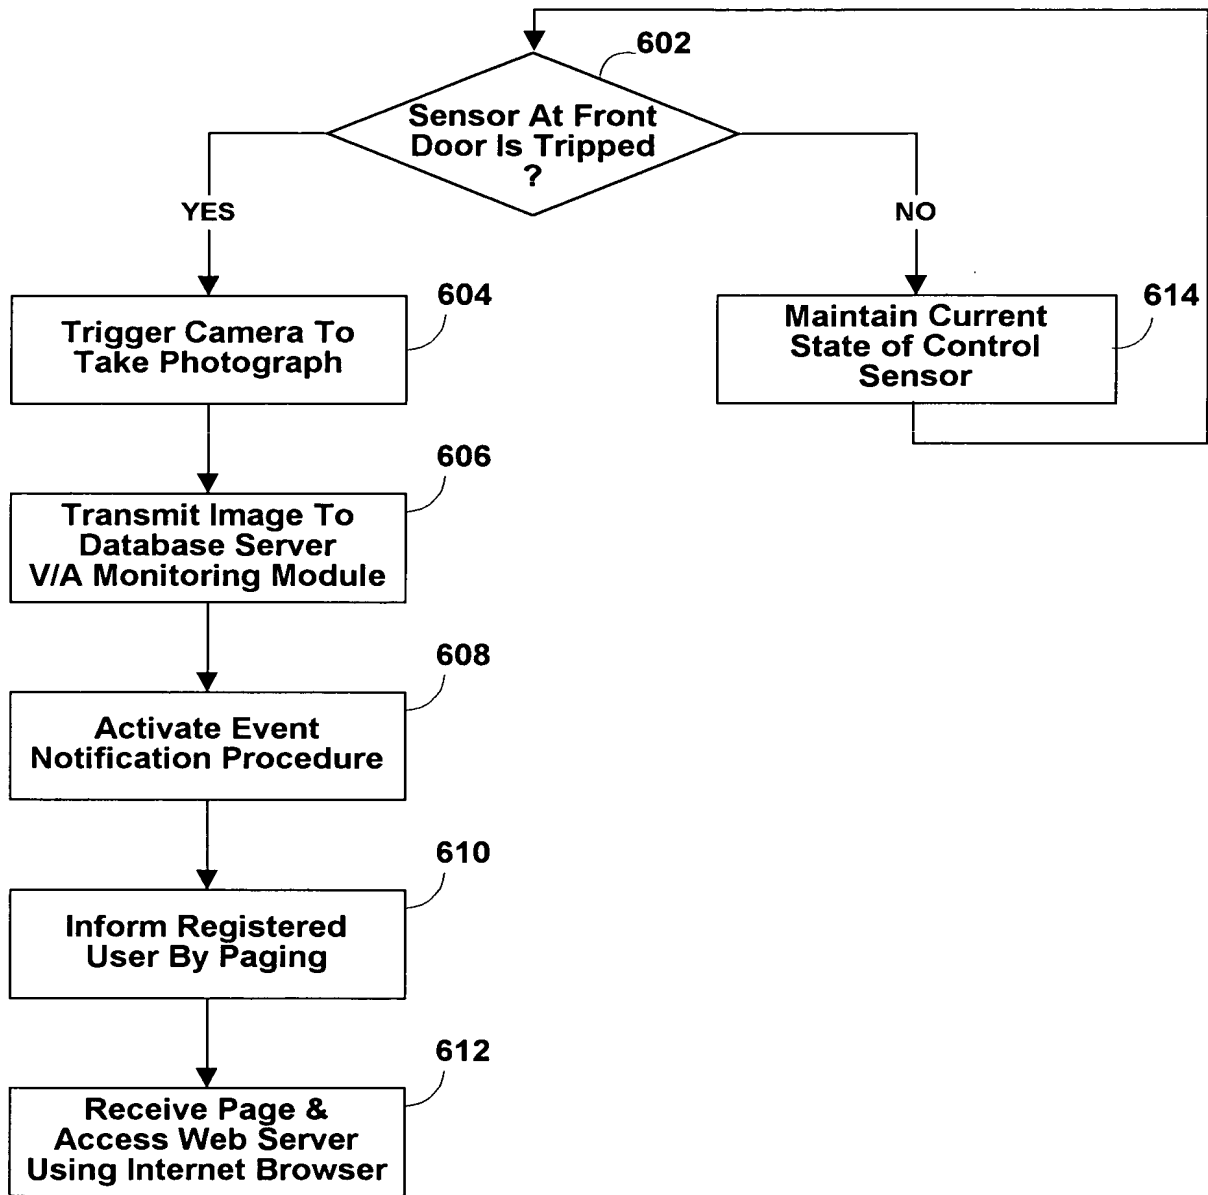 602
Sensor At Front
Door Is Tripped
?
YES
NO
604
Trigger Camera To
Take Photograph
614
Maintain Current
State of Control
Sensor
606
Transmit Image To
Database Server
V/A Monitoring Module
608
Activate Event
Notification Procedure
610
Inform Registered
User By Paging
612
Receive Page &
Access Web Server
Using Internet Browser